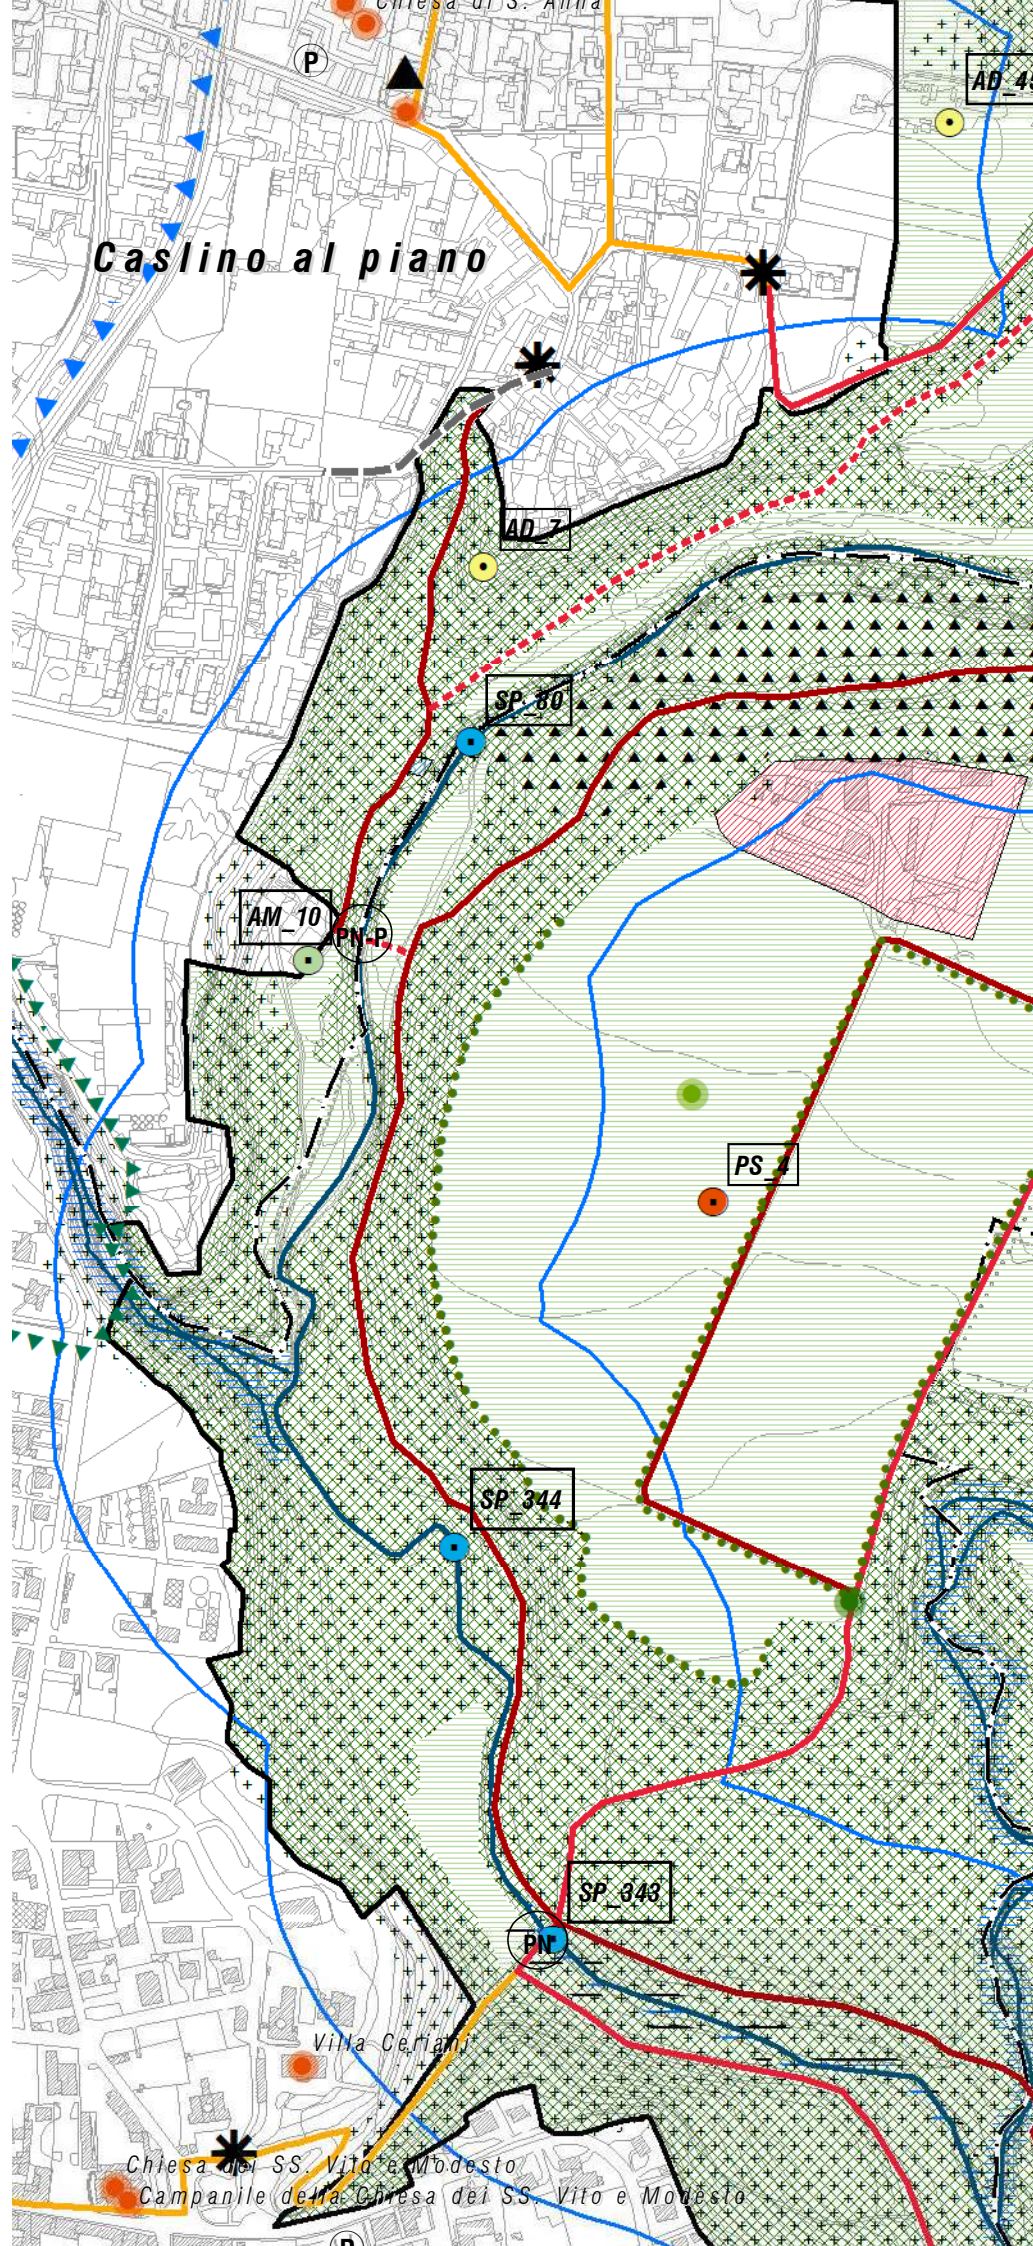 Chiesa di S. Anna
P
AD_4
Caslino al piano
AD_7
SP_80
AM_10
PN-P
PS_4
SP_344
SP_343
PN
Villa Ceriani
Chiesa dei SS. Vito e Modesto
Campanile della Chiesa dei SS. Vito e Modesto
P